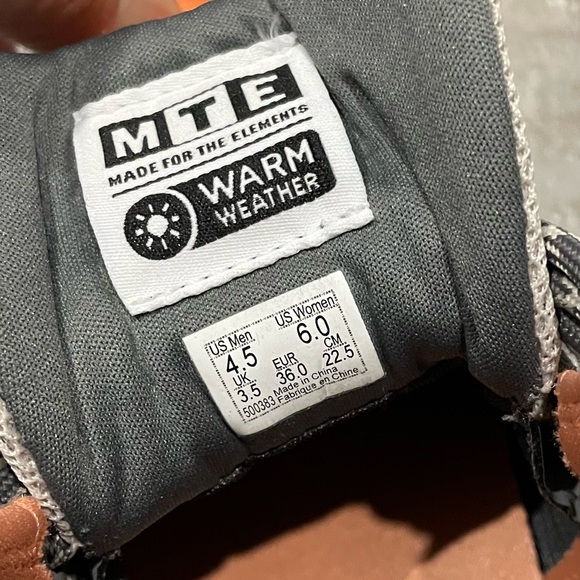 MTE
MADE FOR THE ELEMENTS
WARM
WEATHER
US Men. US Women
4.5 6.0
UK. EUR CM
3.5 36.0 22.5
500383 Made in China
Fabrique en Chine